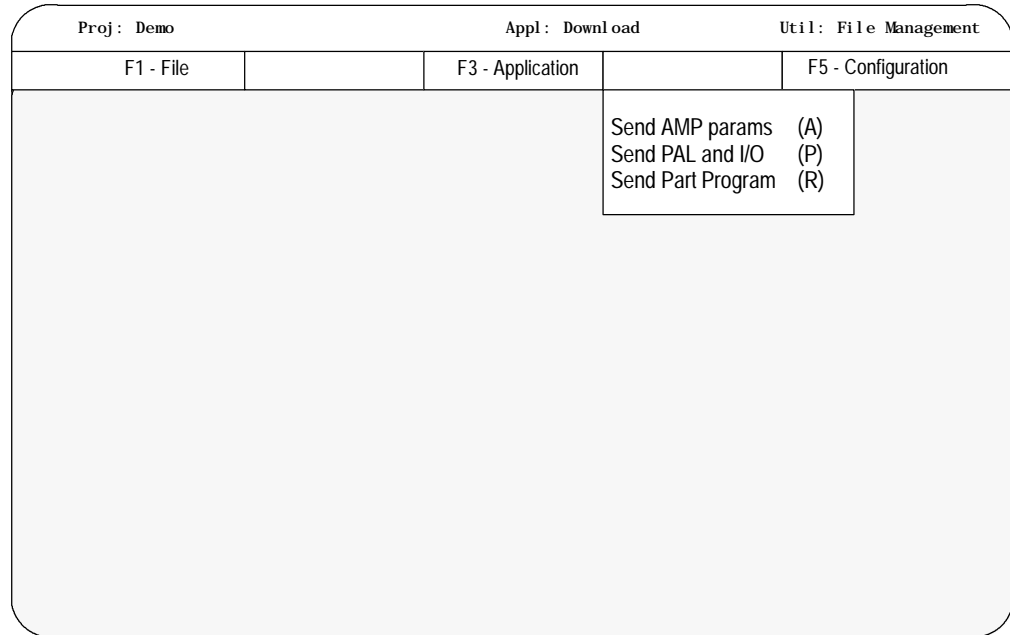 Proj: Demo Appl: Download Util: File Management
F1 - File F3 - Application F5 - Configuration
Send AMP params (A)
Send PAL and I/O (P)
Send Part Program (R)